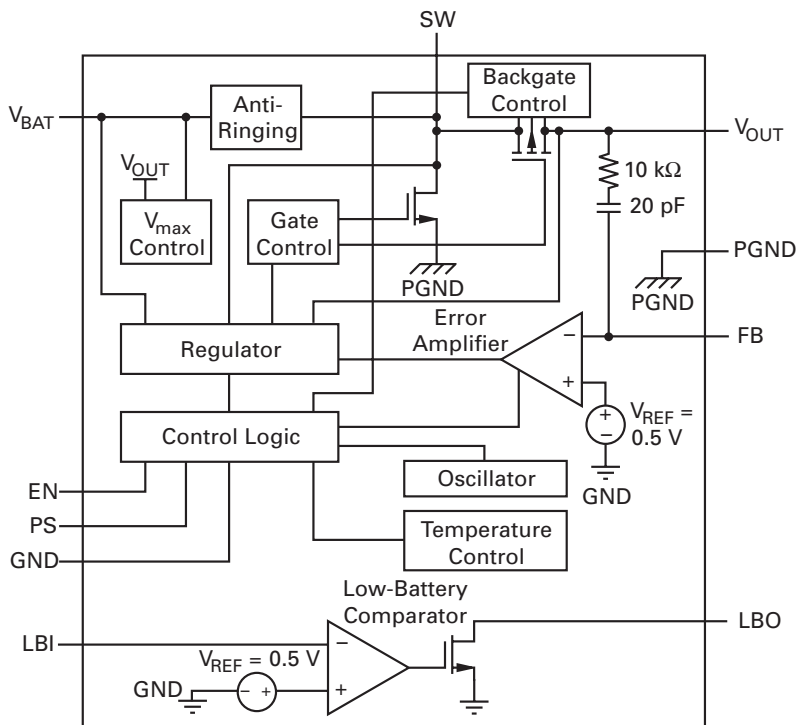 SW
Backgate
Control
Anti-
Ringing
VBAT
VOUT
VOUT
10 kΩ
20 pF
Vmax
Control
Gate
Control
PGND
PGND
PGND
Error
Amplifier
Regulator
−
FB
+
VREF =
0.5 V
+
−
Control Logic
GND
Oscillator
EN
PS
Temperature
Control
GND
Low-Battery
Comparator
LBO
LBI
−
VREF = 0.5 V
GND
− +
+